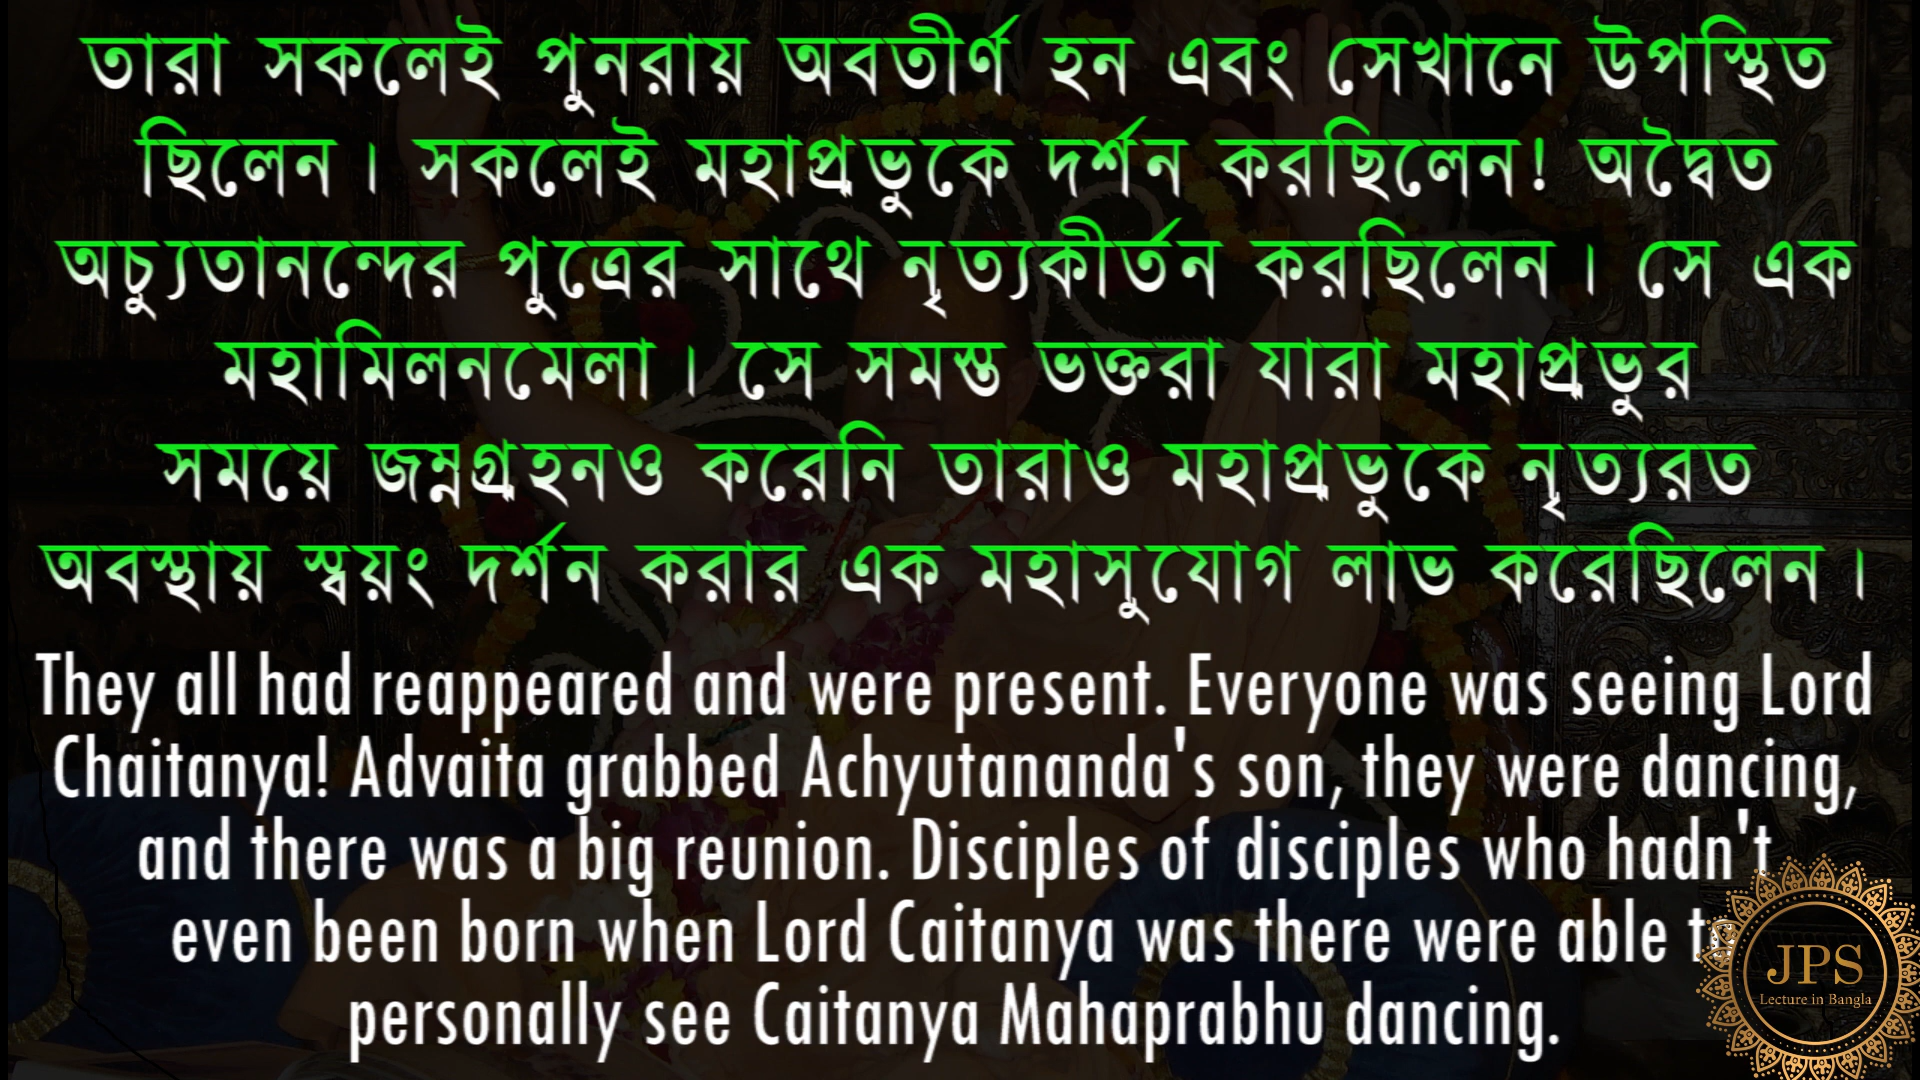 তারা সকলেই পুনরায় অবতীর্ণ হন এবং সেখানে উপস্থিত
ছিলেন। সকলেই মহাপ্রভুকে দর্শন করছিলেন! অদ্বৈত
অচ্যুতানন্দের পুত্রের সাথে নৃত্যকীর্তন করছিলেন। সে এক
মহামিলনমেলা। সে সমস্ত ভক্তরা যারা মহাপ্রভুর
সময়ে জন্মগ্রহনও করেনি তারাও মহাপ্রভুকে নৃত্যরত
অবস্থায় স্বয়ং দর্শন করার এক মহাসুযোগ লাভ করেছিলেন।
They all had reappeared and were present. Everyone was seeing Lord
Chaitanya! Advaita grabbed Achyutananda's son, they were dancing,
and there was a big reunion. Disciples of disciples who hadn't
even been born when Lord Caitanya was there were able
personally see Caitanya Mahaprabhu dancing.
JPS
Lecture in Bangla